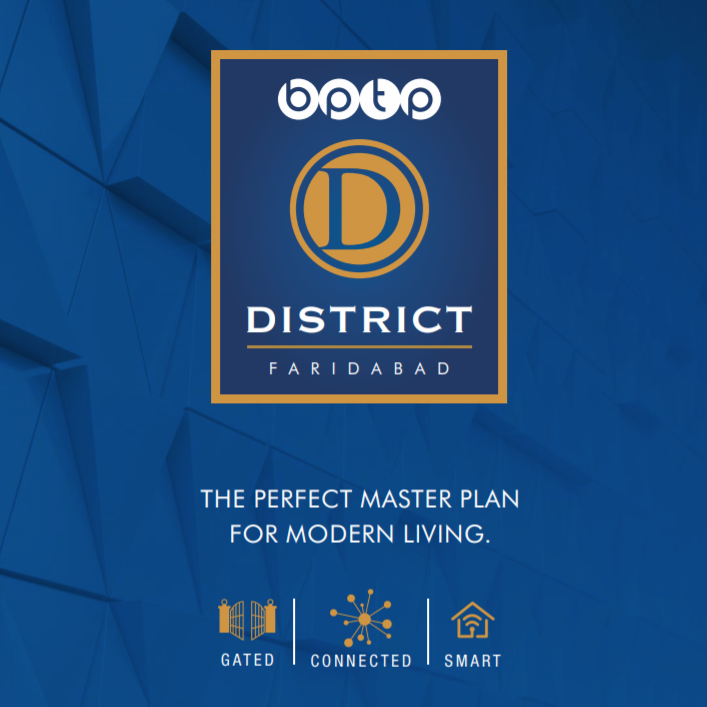 bptp
D
DISTRICT
FARIDABAD
THE PERFECT MASTER PLAN
FOR MODERN LIVING.
GATED
CONNECTED
SMART